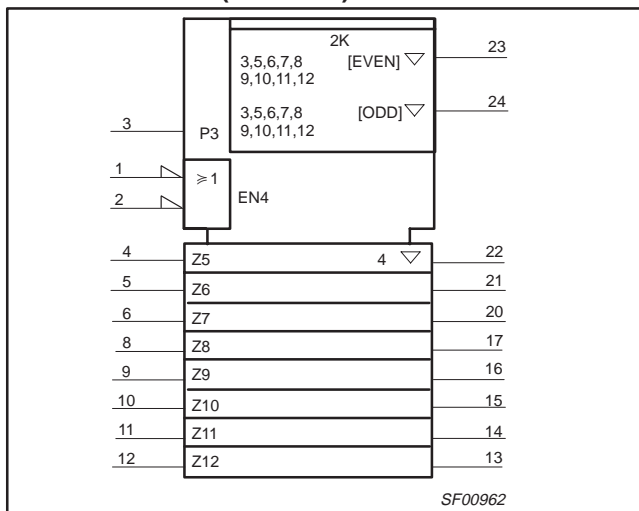 2K
23
3,5,6,7,8 [EVEN]
9,10,11,12
24
3,5,6,7,8 [ODD]
9,10,11,12
3
P3
1
≥1
2
EN4
4 Z5 4 22
5 Z6 21
6 Z7 20
8 Z8 17
9 Z9 16
10 Z10 15
11 Z11 14
12 Z12 13
SF00962